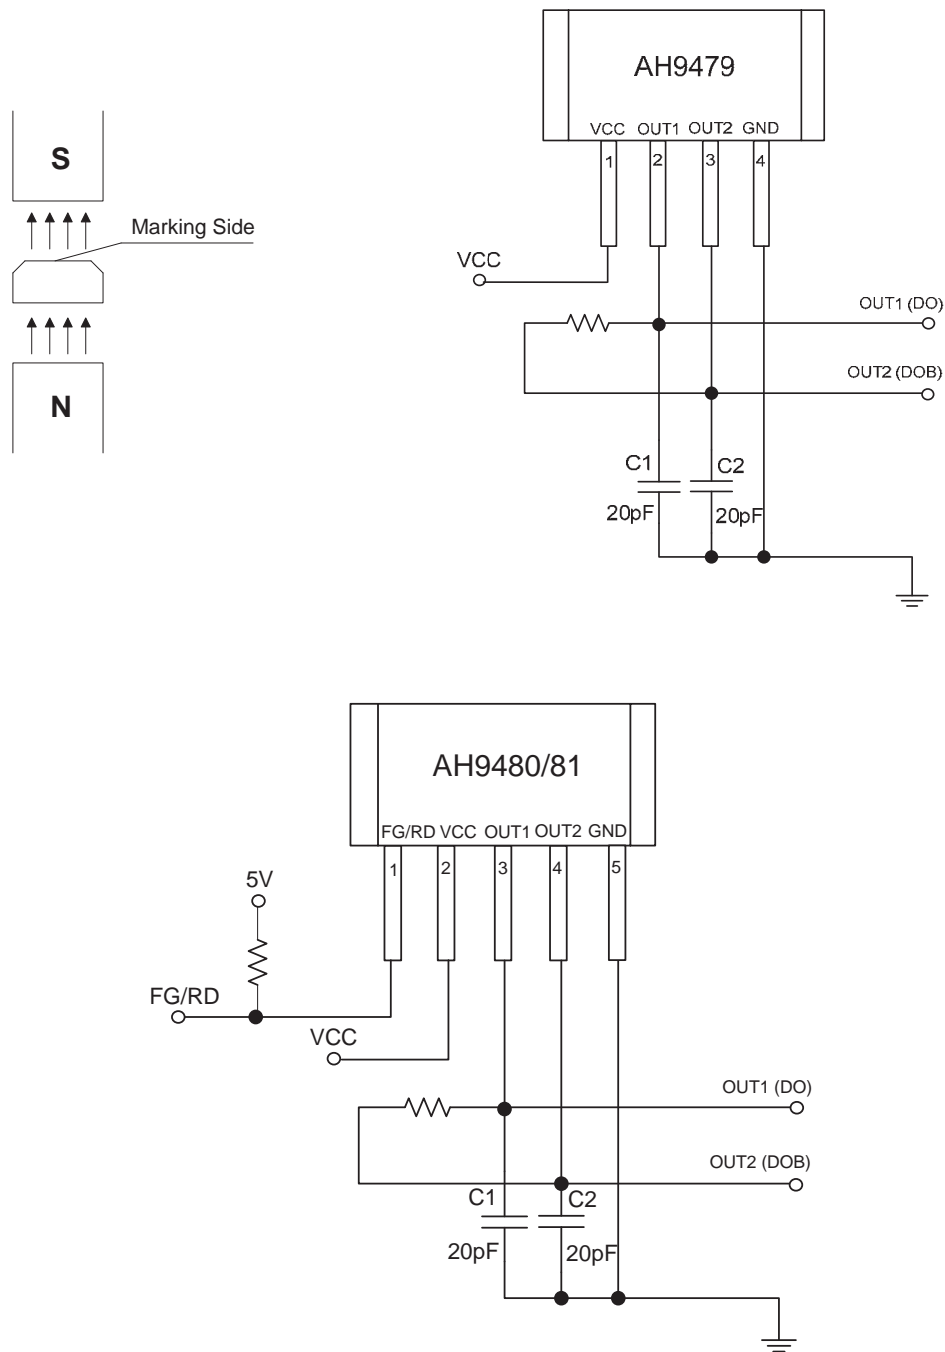 S
Marking Side
N
AH9479
VCC OUT1 OUT2 GND
1 2 3 4
VCC
OUT1 (DO)
OUT2 (DOB)
C1 C2
20pF 20pF
AH9480/81
FG/RD VCC OUT1 OUT2 GND
1 2 3 4 5
5V
FG/RD
VCC
OUT1 (DO)
OUT2 (DOB)
C1 C2
20pF 20pF